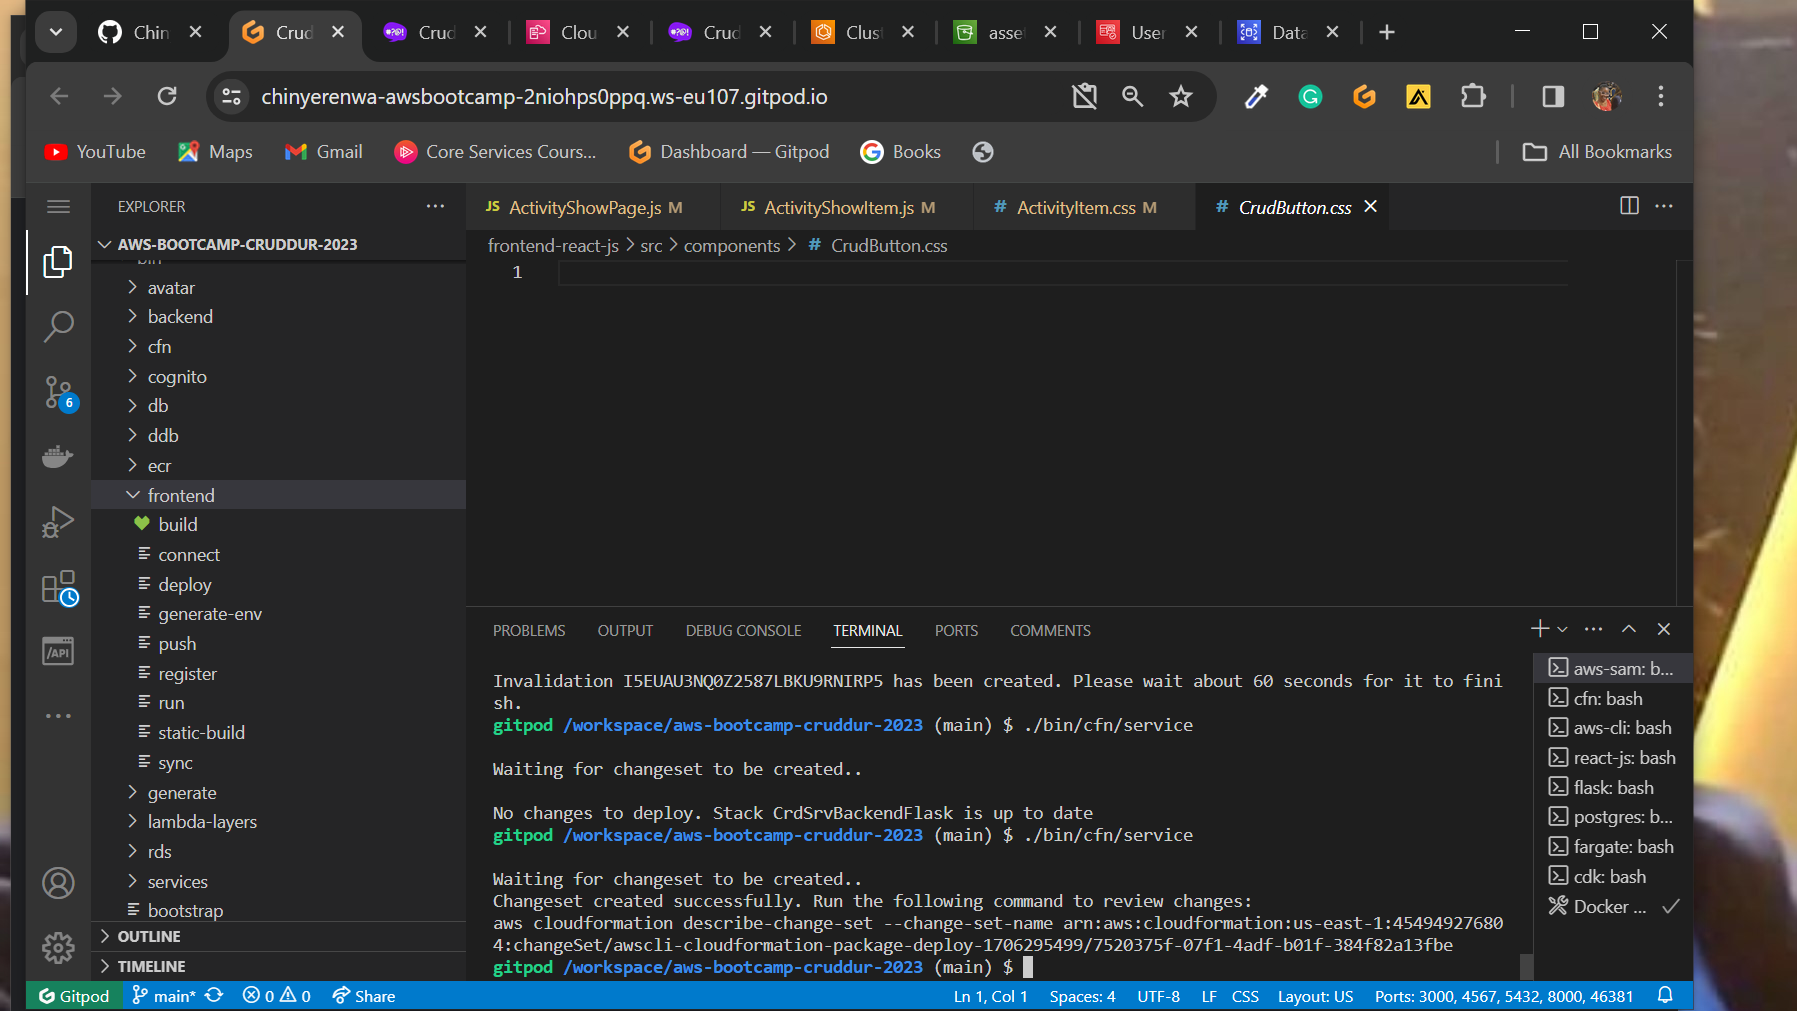 Chin
Crud
Crud
Clou
Crud
Clust
asset
User
Data
chinyerenwa-awsbootcamp-2niohps0ppq.ws-eu107.gitpod.io
YouTube
Maps
Gmail
Core Services Cours...
Dashboard — Gitpod
Books
All Bookmarks
EXPLORER
JS ActivityShowPage.js M
JS ActivityShowItem.js M
# ActivityItem.css M
# CrudButton.css
AWS-BOOTCAMP-CRUDDUR-2023
frontend-react-js > src > components > # CrudButton.css
1
bin
avatar
backend
cfn
cognito
db
ddb
ecr
frontend
build
connect
deploy
generate-env
push
register
run
static-build
sync
generate
lambda-layers
rds
services
bootstrap
OUTLINE
TIMELINE
6
/API
PROBLEMS
OUTPUT
DEBUG CONSOLE
TERMINAL
PORTS
COMMENTS
Invalidation I5EUAU3NQ0Z2587LBKU9RNIRP5 has been created. Please wait about 60 seconds for it to fini
sh.
gitpod /workspace/aws-bootcamp-cruddur-2023 (main) $ ./bin/cfn/service
Waiting for changeset to be created..
No changes to deploy. Stack CrdSrvBackendFlask is up to date
gitpod /workspace/aws-bootcamp-cruddur-2023 (main) $ ./bin/cfn/service
Waiting for changeset to be created..
Changeset created successfully. Run the following command to review changes:
aws cloudformation describe-change-set --change-set-name arn:aws:cloudformation:us-east-1:45494927680
4:changeSet/awscli-cloudformation-package-deploy-1706295499/7520375f-07f1-4adf-b01f-384f82a13fbe
gitpod /workspace/aws-bootcamp-cruddur-2023 (main) $
aws-sam: b...
cfn: bash
aws-cli: bash
react-js: bash
flask: bash
postgres: b...
fargate: bash
cdk: bash
Docker ...
Gitpod
main*
0
0
Share
Ln 1, Col 1
Spaces: 4
UTF-8
LF
CSS
Layout: US
Ports: 3000, 4567, 5432, 8000, 46381